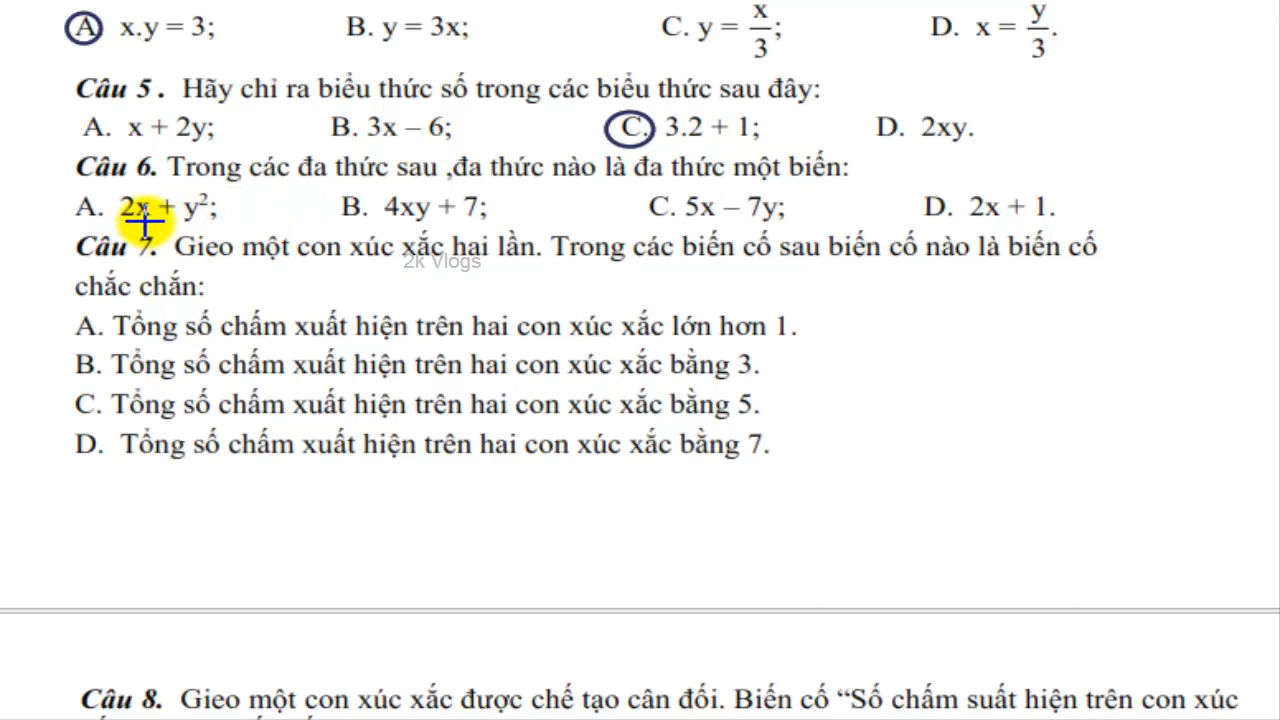 A. x.y = 3; B. y = 3x; C. y = x/3; D. x = y/3.
Câu 5 . Hãy chỉ ra biểu thức số trong các biểu thức sau đây:
A. x + 2y; B. 3x – 6; C. 3.2 + 1; D. 2xy.
Câu 6. Trong các đa thức sau ,đa thức nào là đa thức một biến:
A. 2x + y²; B. 4xy + 7; C. 5x – 7y; D. 2x + 1.
Câu 7. Gieo một con xúc xắc hai lần. Trong các biến cố sau biến cố nào là biến cố
2k Vlogs
chắc chắn:
A. Tổng số chấm xuất hiện trên hai con xúc xắc lớn hơn 1.
B. Tổng số chấm xuất hiện trên hai con xúc xắc bằng 3.
C. Tổng số chấm xuất hiện trên hai con xúc xắc bằng 5.
D. Tổng số chấm xuất hiện trên hai con xúc xắc bằng 7.
Câu 8. Gieo một con xúc xắc được chế tạo cân đối. Biến cố “Số chấm suất hiện trên con xúc